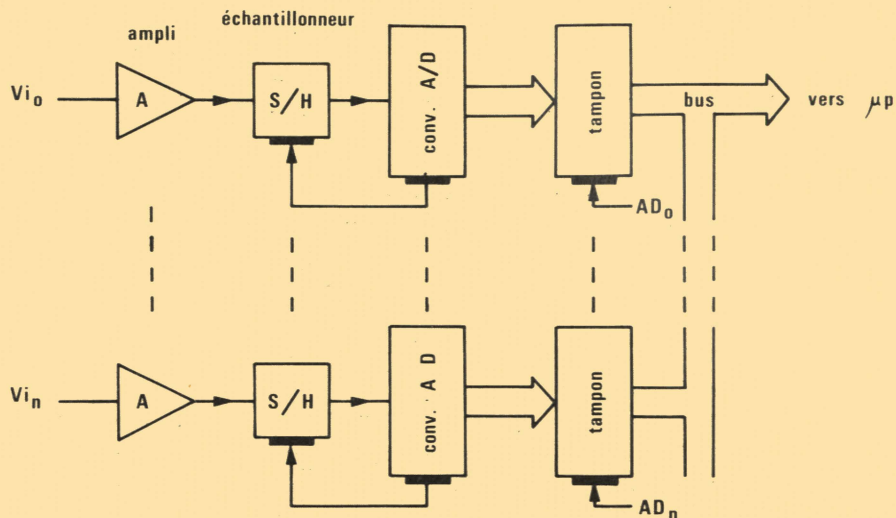 ampli
échantillonneur
Vi₀
A
S/H
conv. A/D
tampon
bus
vers μp
AD₀
Viₙ
A
S/H
conv. A D
tampon
ADₙ